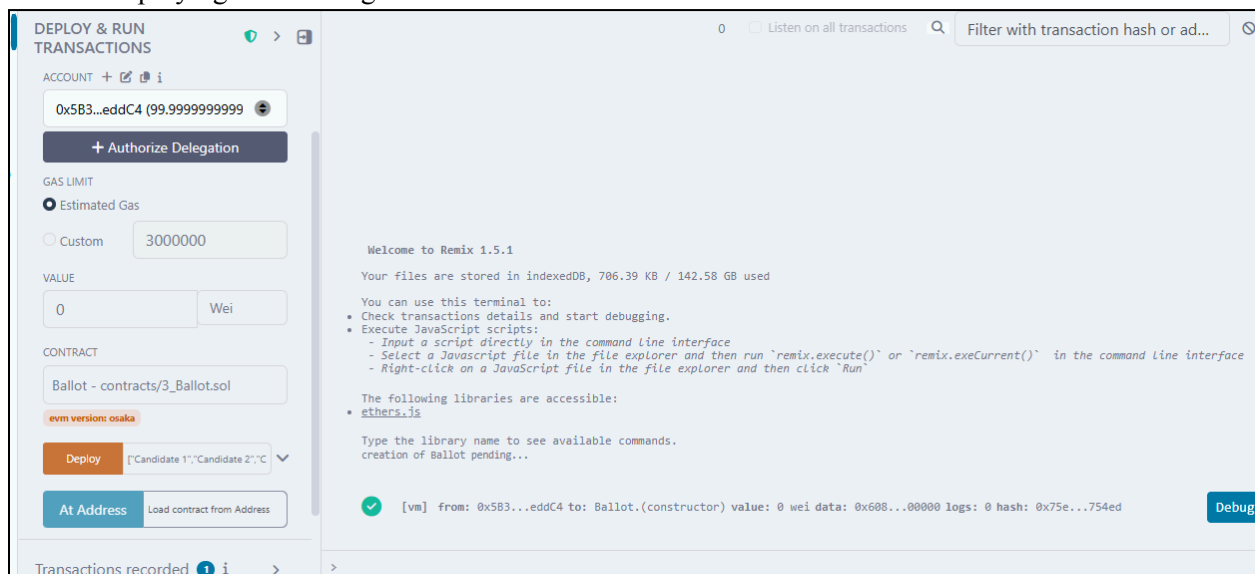 DEPLOY & RUN
TRANSACTIONS
ACCOUNT
0x5B3...eddC4 (99.9999999999
+ Authorize Delegation
GAS LIMIT
Estimated Gas
Custom 3000000
VALUE
0 Wei
CONTRACT
Ballot - contracts/3_Ballot.sol
evm version: osaka
Deploy ["Candidate 1","Candidate 2","C
At Address Load contract from Address
Transactions recorded 1 i >
0 Listen on all transactions Filter with transaction hash or ad...
Welcome to Remix 1.5.1
Your files are stored in indexedDB, 706.39 KB / 142.58 GB used
You can use this terminal to:
• Check transactions details and start debugging.
• Execute JavaScript scripts:
- Input a script directly in the command line interface
- Select a Javascript file in the file explorer and then run `remix.execute()` or `remix.exeCurrent()` in the command line interface
- Right-click on a JavaScript file in the file explorer and then click `Run`
The following libraries are accessible:
• ethers.js
Type the library name to see available commands.
creation of Ballot pending...
[vm] from: 0x5B3...eddC4 to: Ballot.(constructor) value: 0 wei data: 0x608...00000 logs: 0 hash: 0x75e...754ed Debug
>